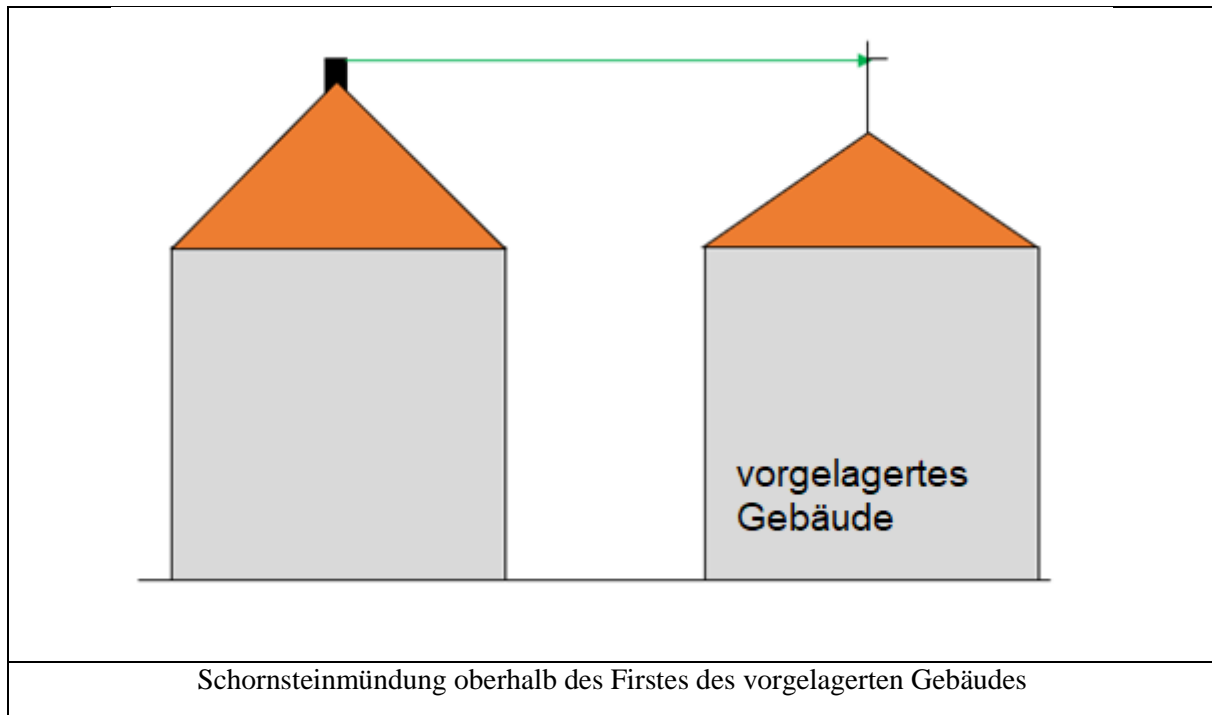 vorgelagertes
Gebäude
Schornsteinmündung oberhalb des Firstes des vorgelagerten Gebäudes